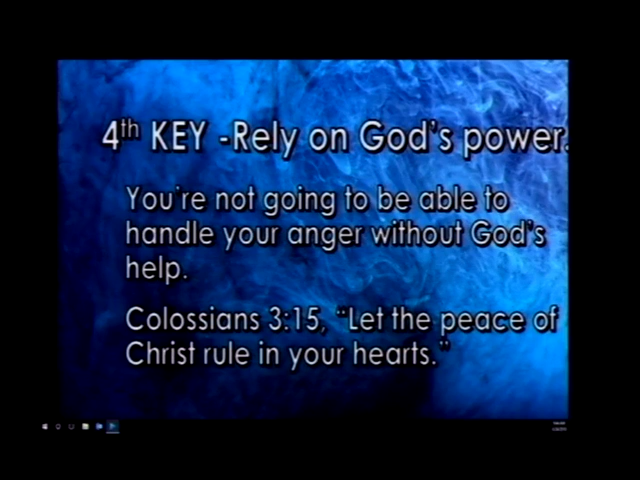 4th KEY -Rely on God's power.
You're not going to be able to
handle your anger without God's
help.
Colossians 3:15, "Let the peace of
Christ rule in your hearts."